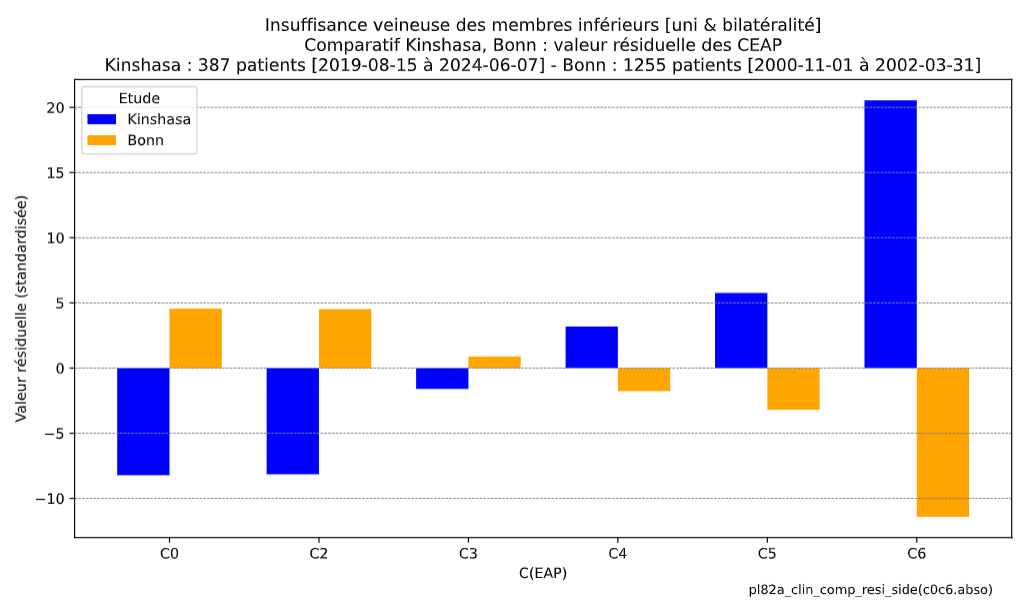 Insuffisance veineuse des membres inférieurs [uni & bilatéralité]
Comparatif Kinshasa, Bonn : valeur résiduelle des CEAP
Kinshasa : 387 patients [2019-08-15 à 2024-06-07] - Bonn : 1255 patients [2000-11-01 à 2002-03-31]
Etude
Kinshasa
Bonn
Valeur résiduelle (standardisée)
20
15
10
5
0
−5
−10
C0 C2 C3 C4 C5 C6
C(EAP)
pl82a_clin_comp_resi_side(c0c6.abso)